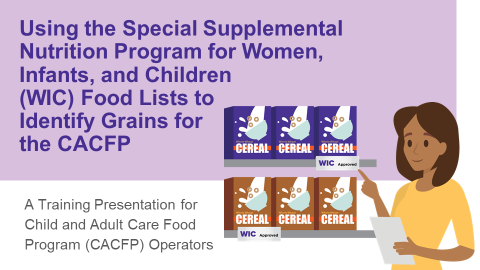 Using the Special Supplemental
Nutrition Program for Women,
Infants, and Children
(WIC) Food Lists to
Identify Grains for
the CACFP
CEREAL CEREAL CEREAL
WIC Approved
CEREAL CEREAL CEREAL
WIC Approved
A Training Presentation for
Child and Adult Care Food
Program (CACFP) Operators